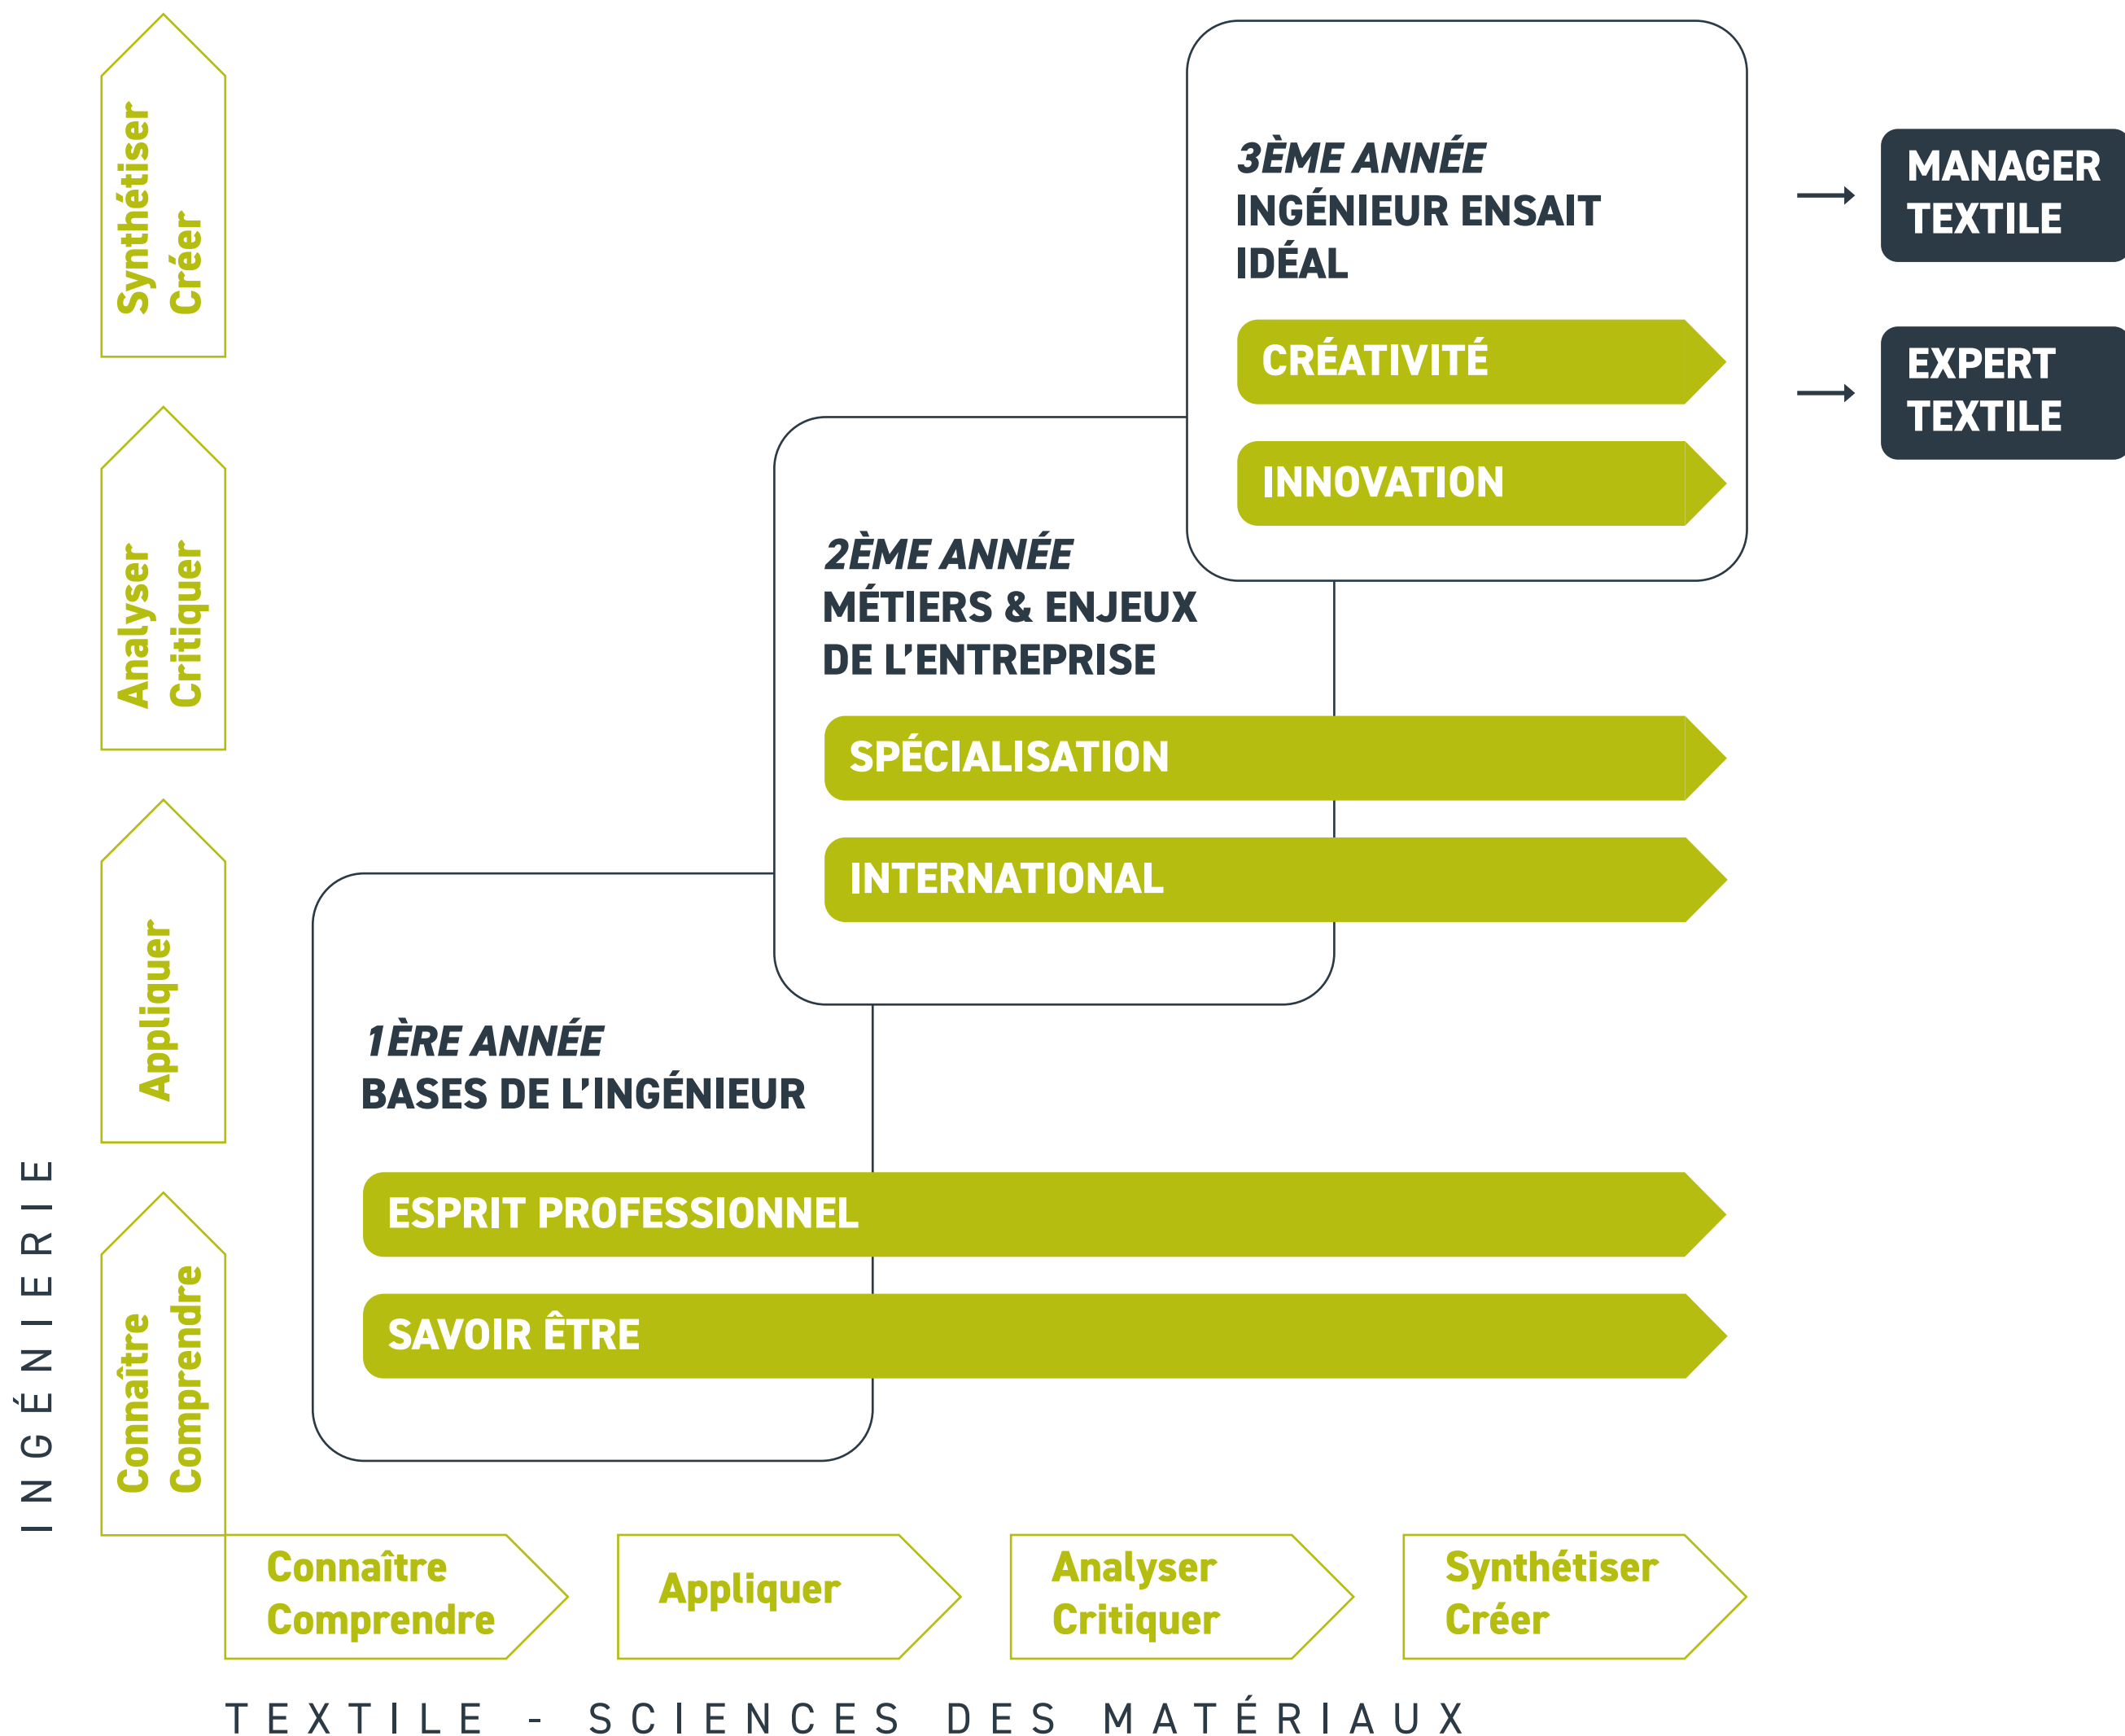 Synthétiser
Créer
Analyser
Critiquer
Appliquer
Connaître
Comprendre
INGÉNIERIE
3ÈME ANNÉE
INGÉNIEUR ENSAIT
IDÉAL
CRÉATIVITÉ
INNOVATION
MANAGER
TEXTILE
EXPERT
TEXTILE
2ÈME ANNÉE
MÉTIERS & ENJEUX
DE L'ENTREPRISE
SPÉCIALISATION
INTERNATIONAL
1ÈRE ANNÉE
BASES DE L'INGÉNIEUR
ESPRIT PROFESSIONNEL
SAVOIR ÊTRE
Connaître
Comprendre
Appliquer
Analyser
Critiquer
Synthétiser
Créer
TEXTILE - SCIENCES DES MATÉRIAUX